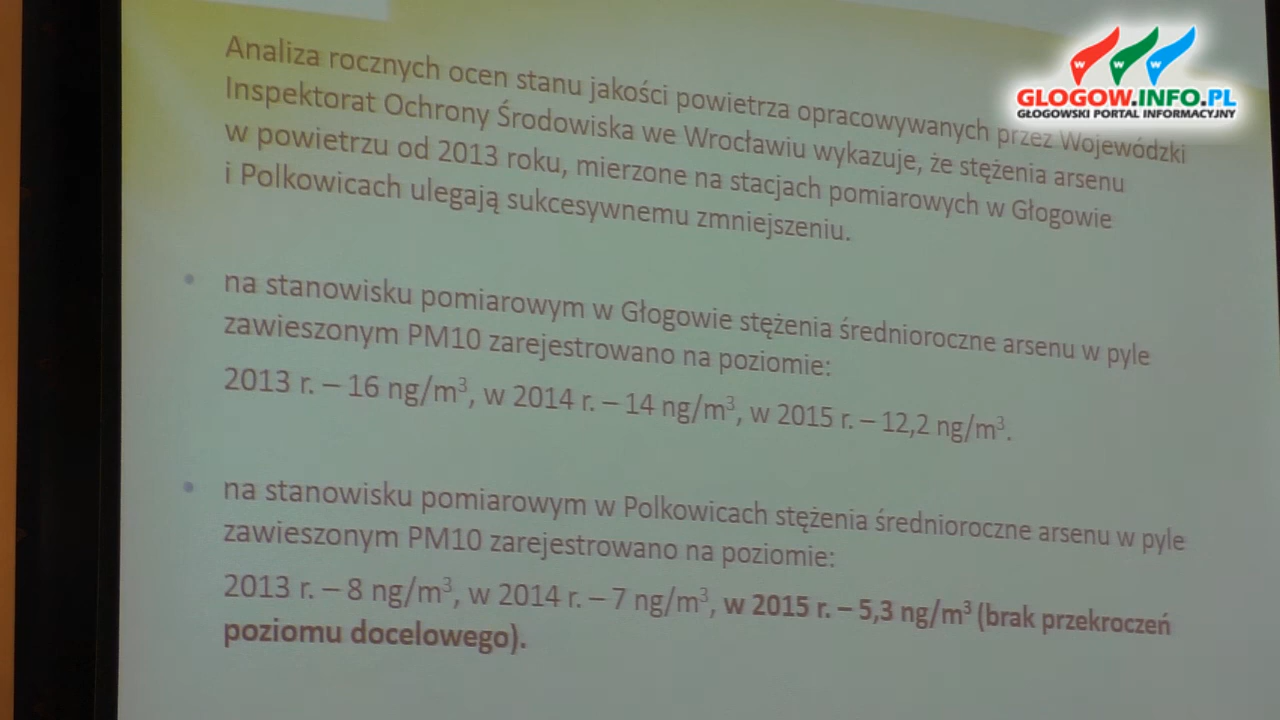 Analiza rocznych ocen stanu jakości powietrza opracowywanych przez Wojewódzki
Inspektorat Ochrony Środowiska we Wrocławiu wykazuje, że stężenia arsenu
w powietrzu od 2013 roku, mierzone na stacjach pomiarowych w Głogowie
i Polkowicach ulegają sukcesywnemu zmniejszeniu.
• na stanowisku pomiarowym w Głogowie stężenia średnioroczne arsenu w pyle
zawieszonym PM10 zarejestrowano na poziomie:
2013 r. – 16 ng/m³, w 2014 r. – 14 ng/m³, w 2015 r. – 12,2 ng/m³.
• na stanowisku pomiarowym w Polkowicach stężenia średnioroczne arsenu w pyle
zawieszonym PM10 zarejestrowano na poziomie:
2013 r. – 8 ng/m³, w 2014 r. – 7 ng/m³, w 2015 r. – 5,3 ng/m³ (brak przekroczeń
poziomu docelowego).
W W W
GLOGOW.INFO.PL
GŁOGOWSKI PORTAL INFORMACYJNY